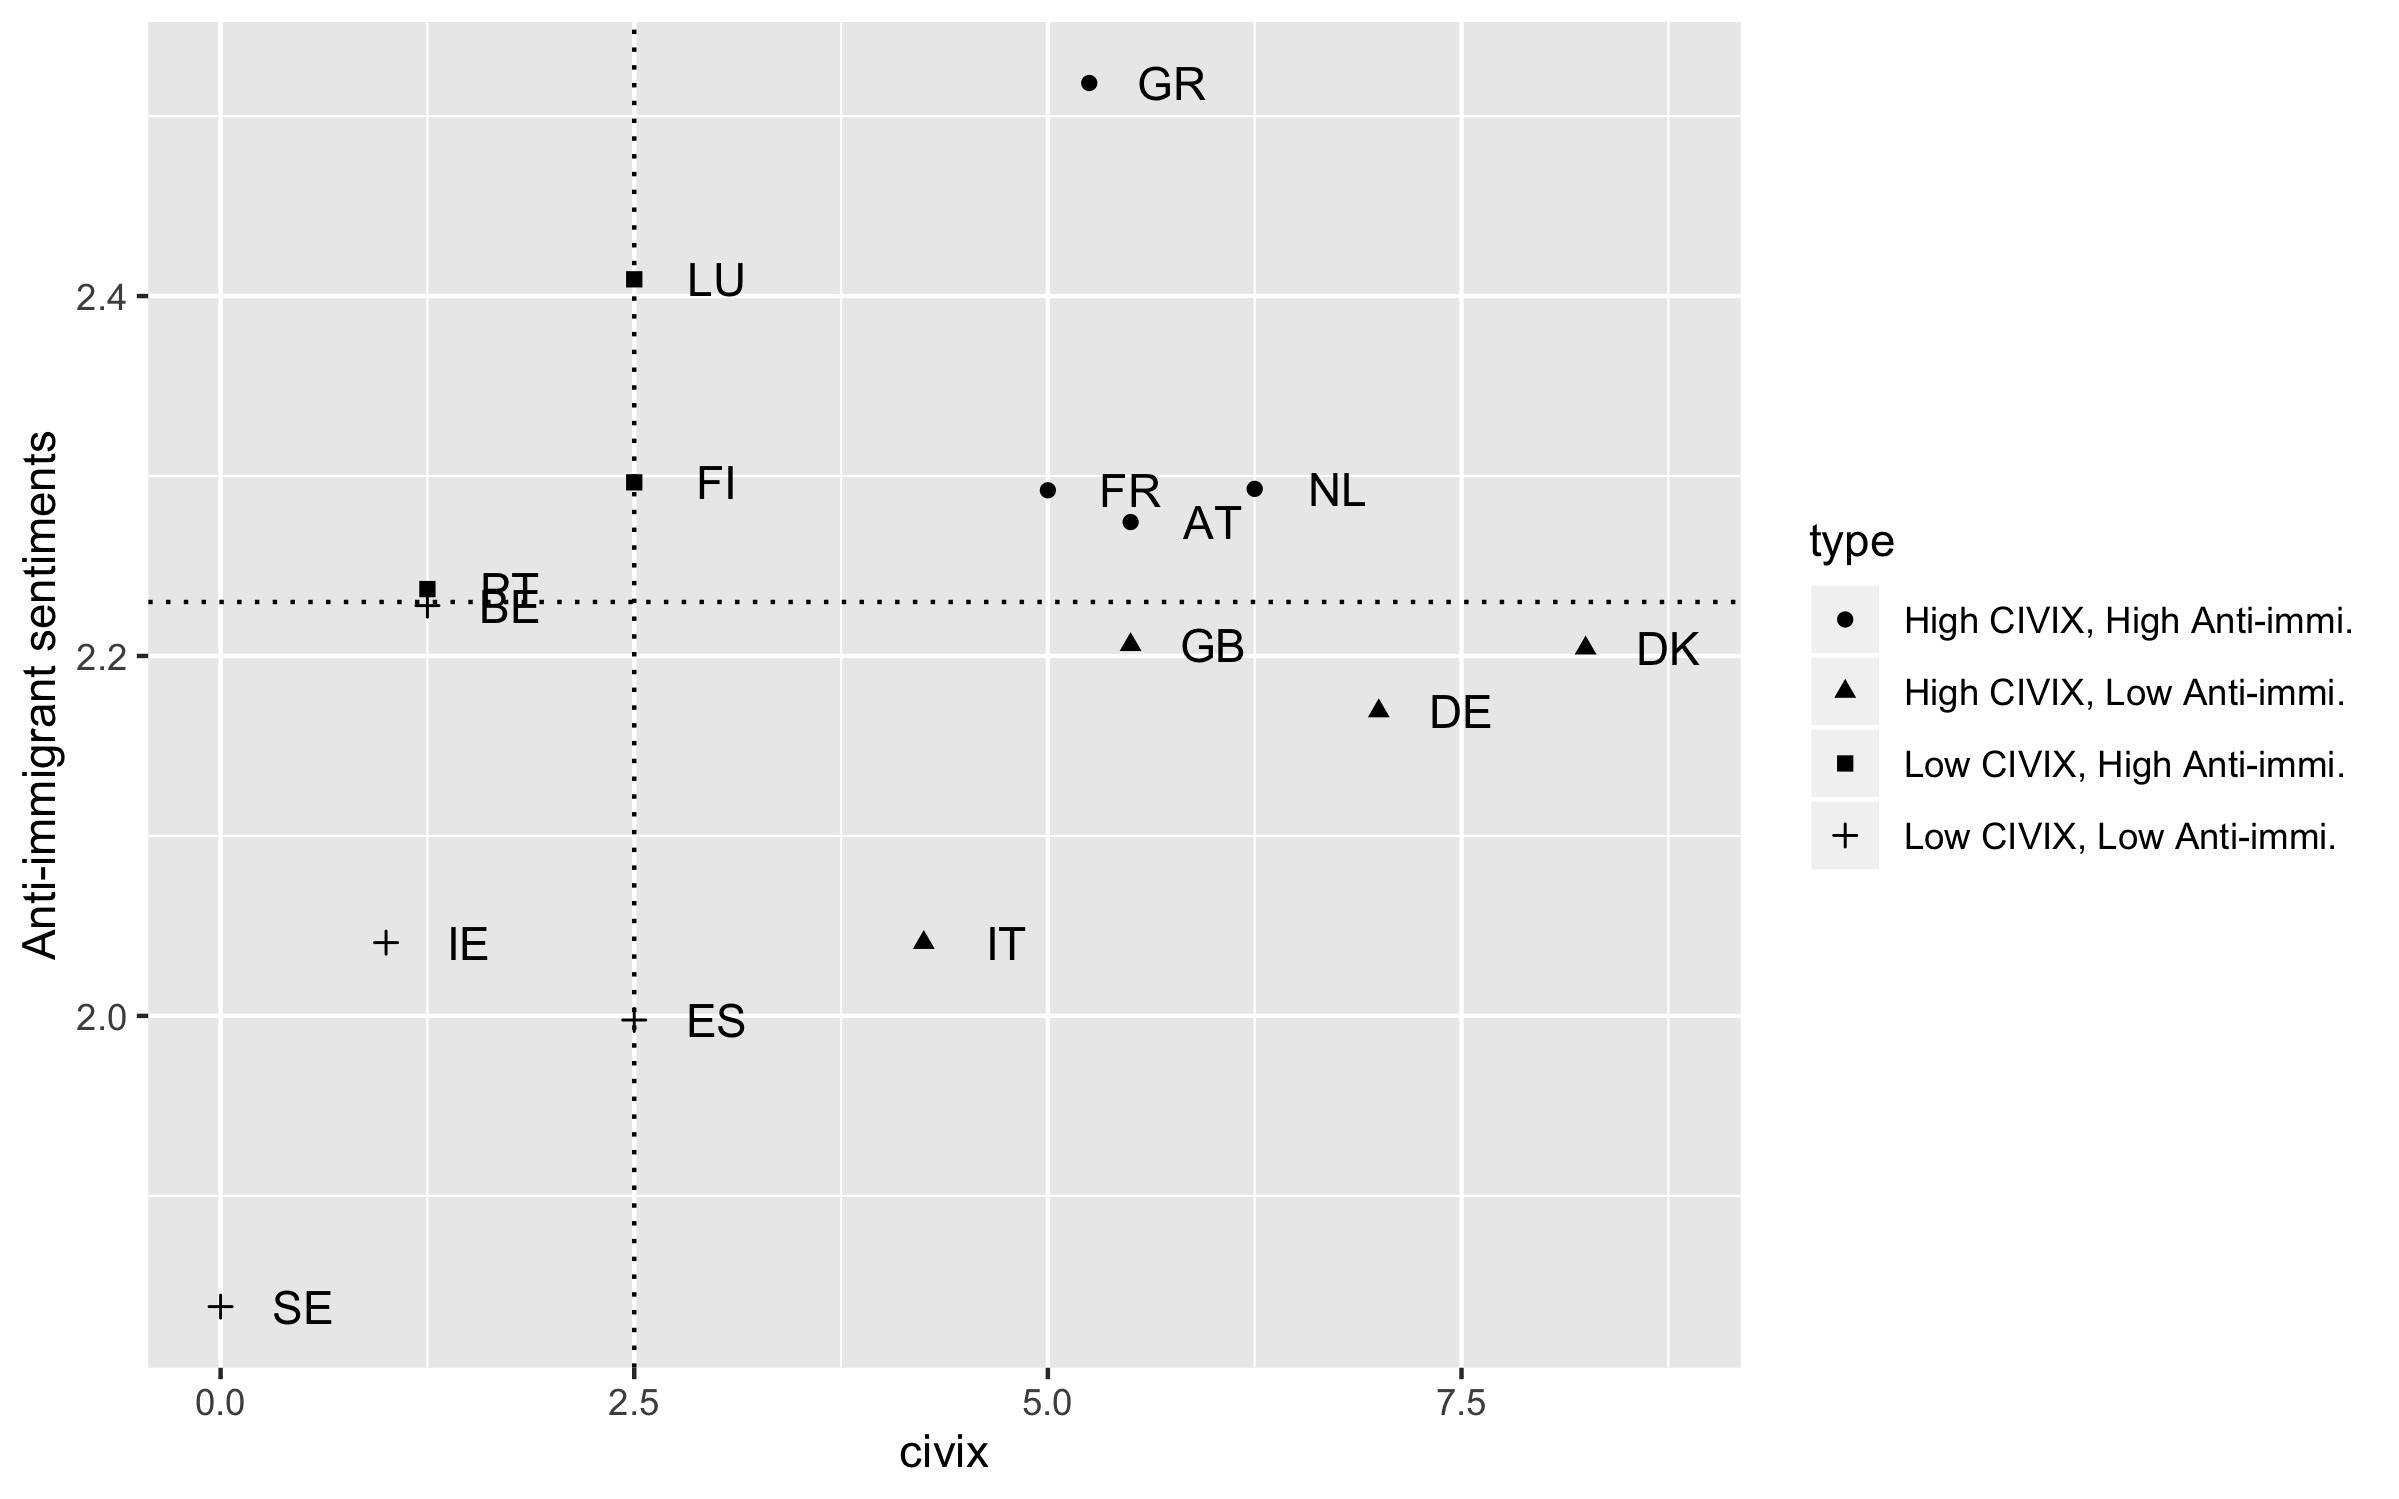 GR
LU
2.4
FI
FR
NL
AT
PT
BE
GB
DK
2.2
DE
IE
IT
ES
2.0
SE
0.0 2.5 5.0 7.5
civix
Anti-immigrant sentiments
type
High CIVIX, High Anti-immi.
High CIVIX, Low Anti-immi.
Low CIVIX, High Anti-immi.
Low CIVIX, Low Anti-immi.